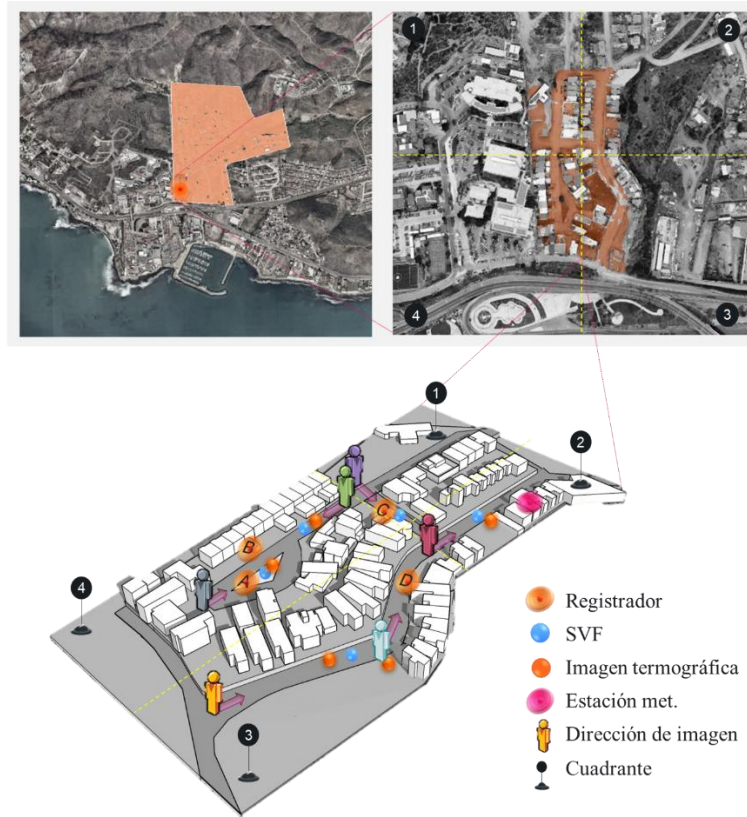 1
2
4
3
1
2
C
B
A
D
4
3
Registrador
SVF
Imagen termográfica
Estación met.
Dirección de imagen
Cuadrante